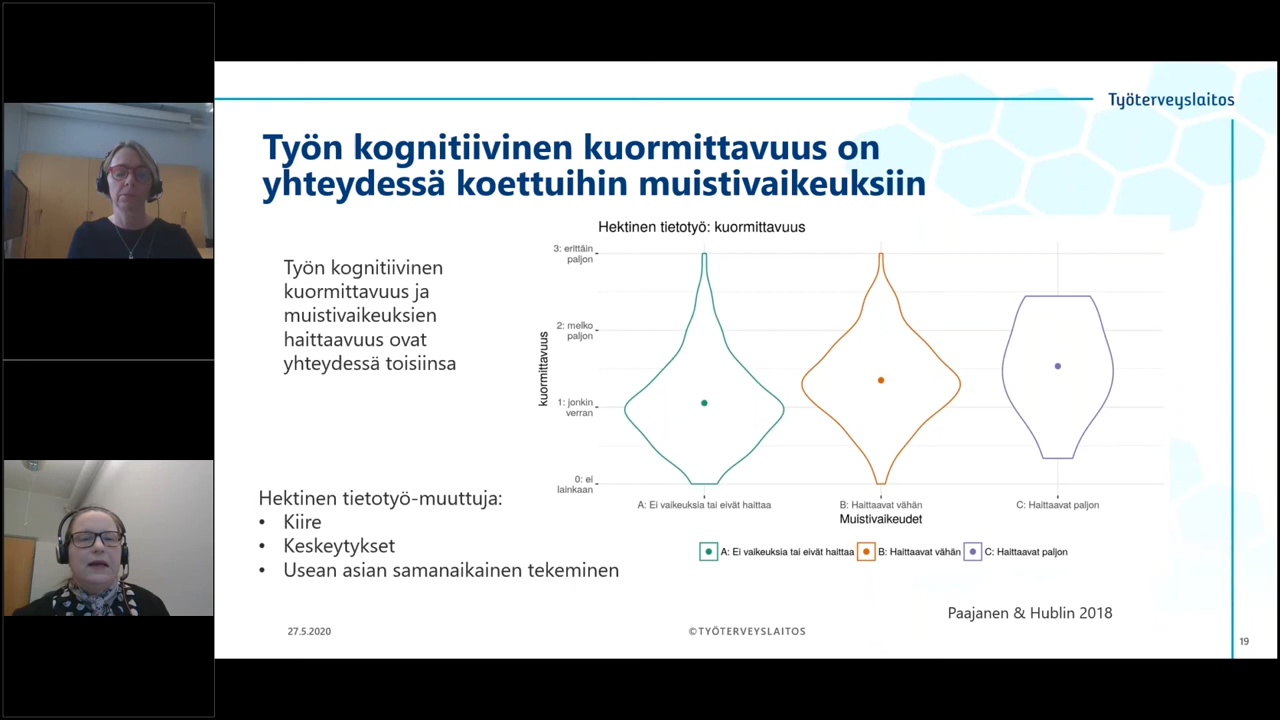 Työterveyslaitos
Työn kognitiivinen kuormittavuus on
yhteydessä koettuihin muistivaikeuksiin
Työn kognitiivinen
kuormittavuus ja
muistivaikeuksien
haittaavuus ovat
yhteydessä toisiinsa
Hektinen tietotyö-muuttuja:
• Kiire
• Keskeytykset
• Usean asian samanaikainen tekeminen
Hektinen tietotyö: kuormittavuus
kuormittavuus
3: erittäin
paljon
2: melko
paljon
1: jonkin
verran
0: ei
lainkaan
A: Ei vaikeuksia tai eivät haittaa
B: Haittaavat vähän
C: Haittaavat paljon
Muistivaikeudet
A: Ei vaikeuksia tai eivät haittaa B: Haittaavat vähän C: Haittaavat paljon
Paajanen & Hublin 2018
27.5.2020
©TYÖTERVEYSLAITOS
19